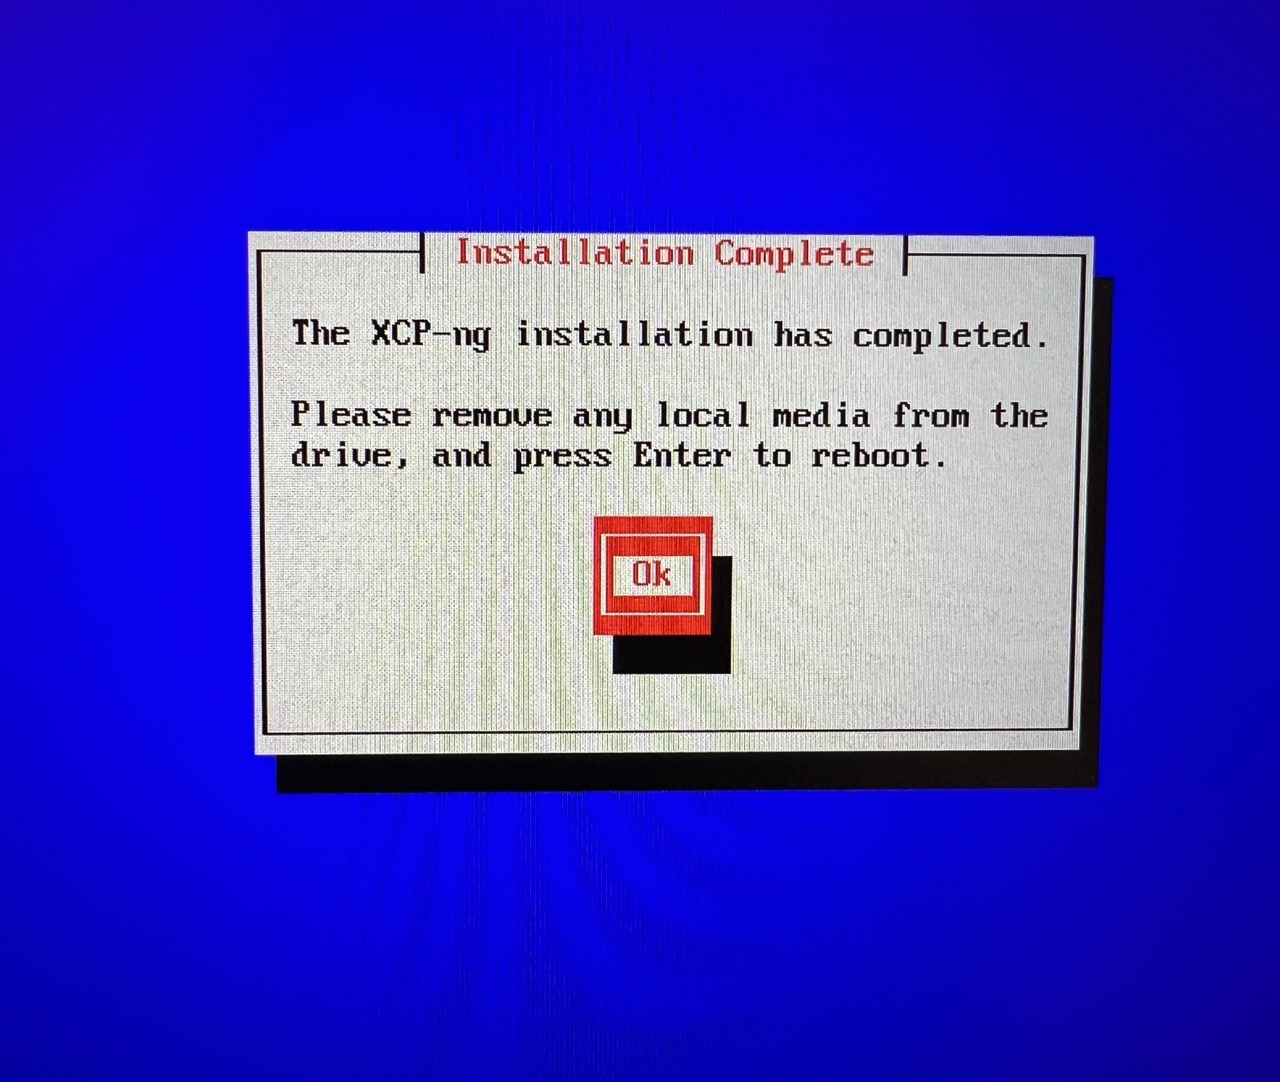 Installation Complete
The XCP-ng installation has completed.
Please remove any local media from the
drive, and press Enter to reboot.
Ok